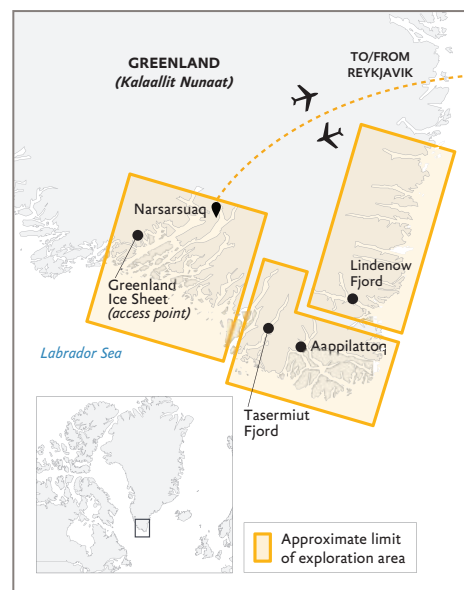 GREENLAND
(Kalaallit Nunaat)
TO/FROM
REYKJAVIK
Narsarsuaq
Greenland
Ice Sheet
(access point)
Lindenow
Fjord
Labrador Sea
Aappilattoq
Tasermiut
Fjord
Approximate limit
of exploration area